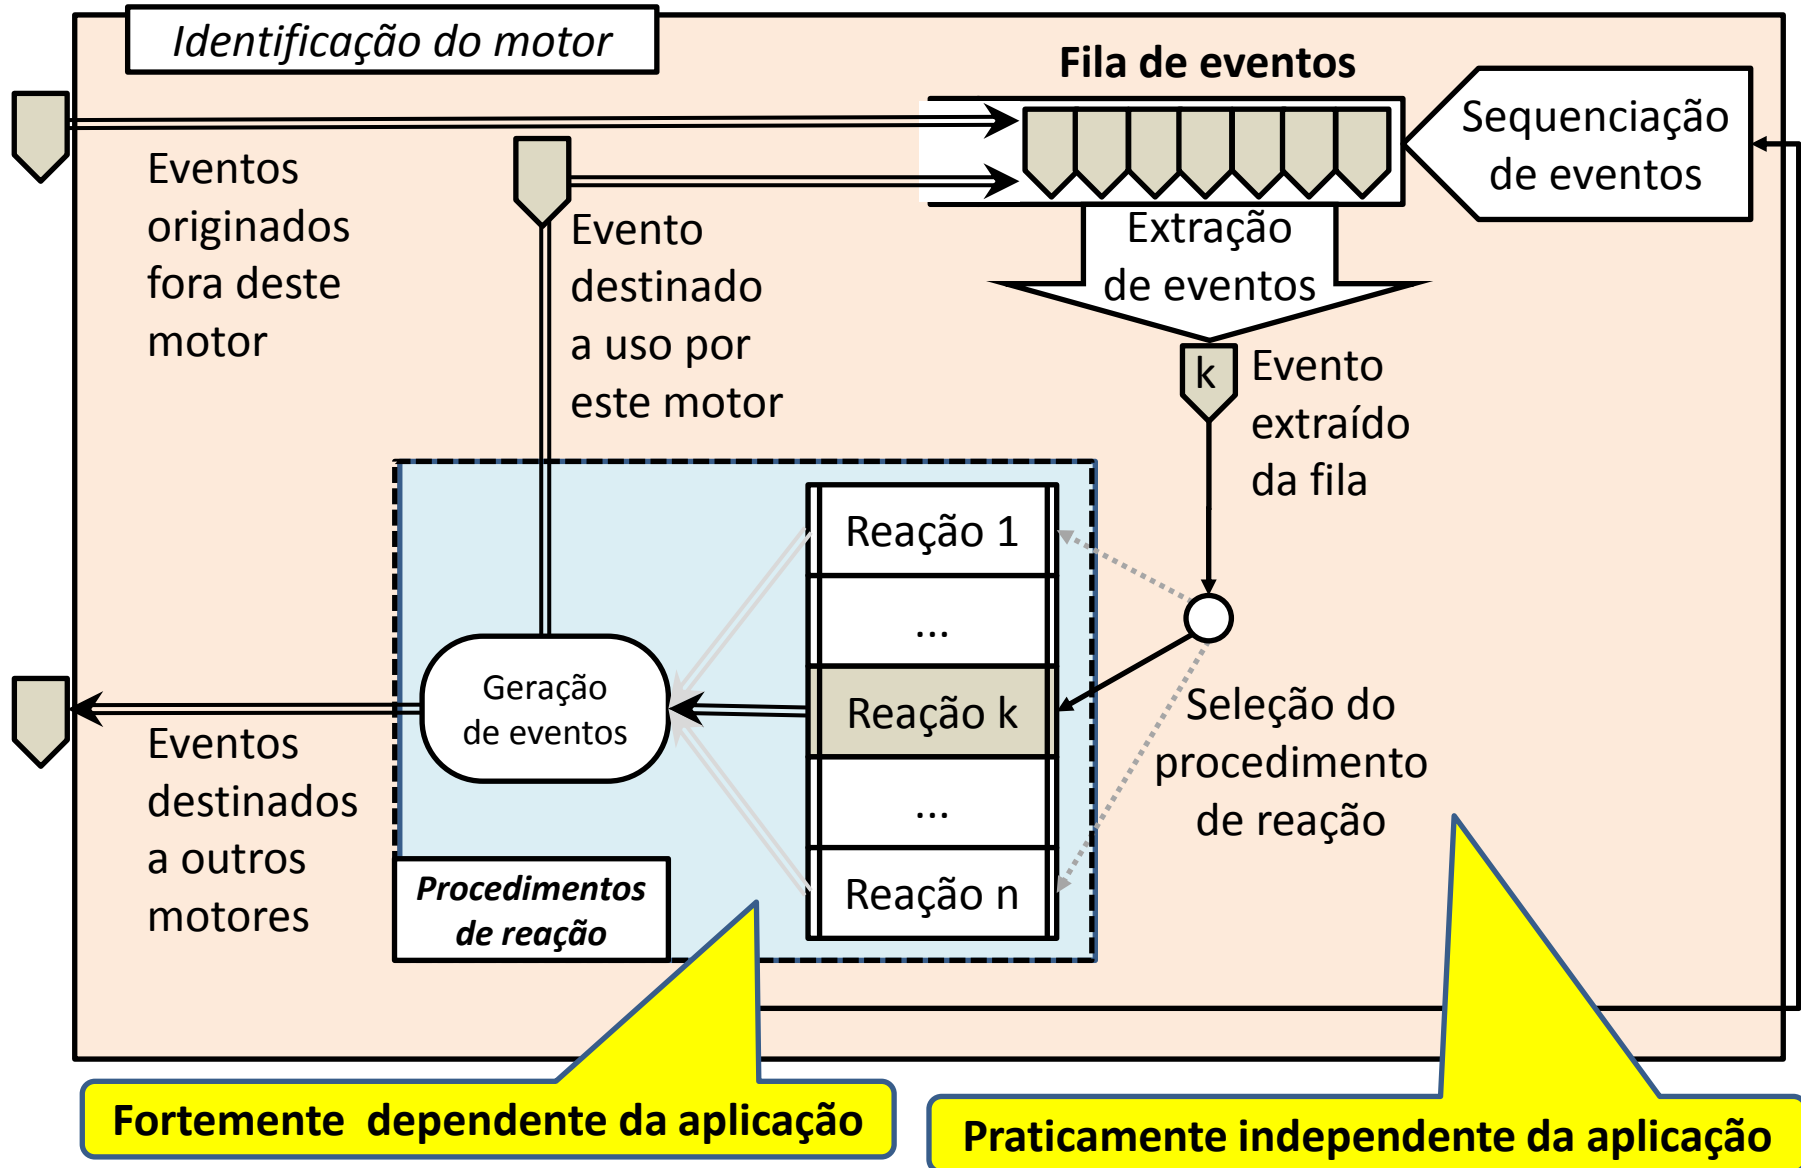 Identificação do motor
Fila de eventos
Sequenciação
de eventos
Eventos
originados
fora deste
motor
Evento
destinado
a uso por
este motor
Extração
de eventos
k
Evento
extraído
da fila
Reação 1
...
Reação k
...
Reação n
Geração
de eventos
Seleção do
procedimento
de reação
Eventos
destinados
a outros
motores
Procedimentos
de reação
Fortemente  dependente da aplicação
Praticamente independente da aplicação